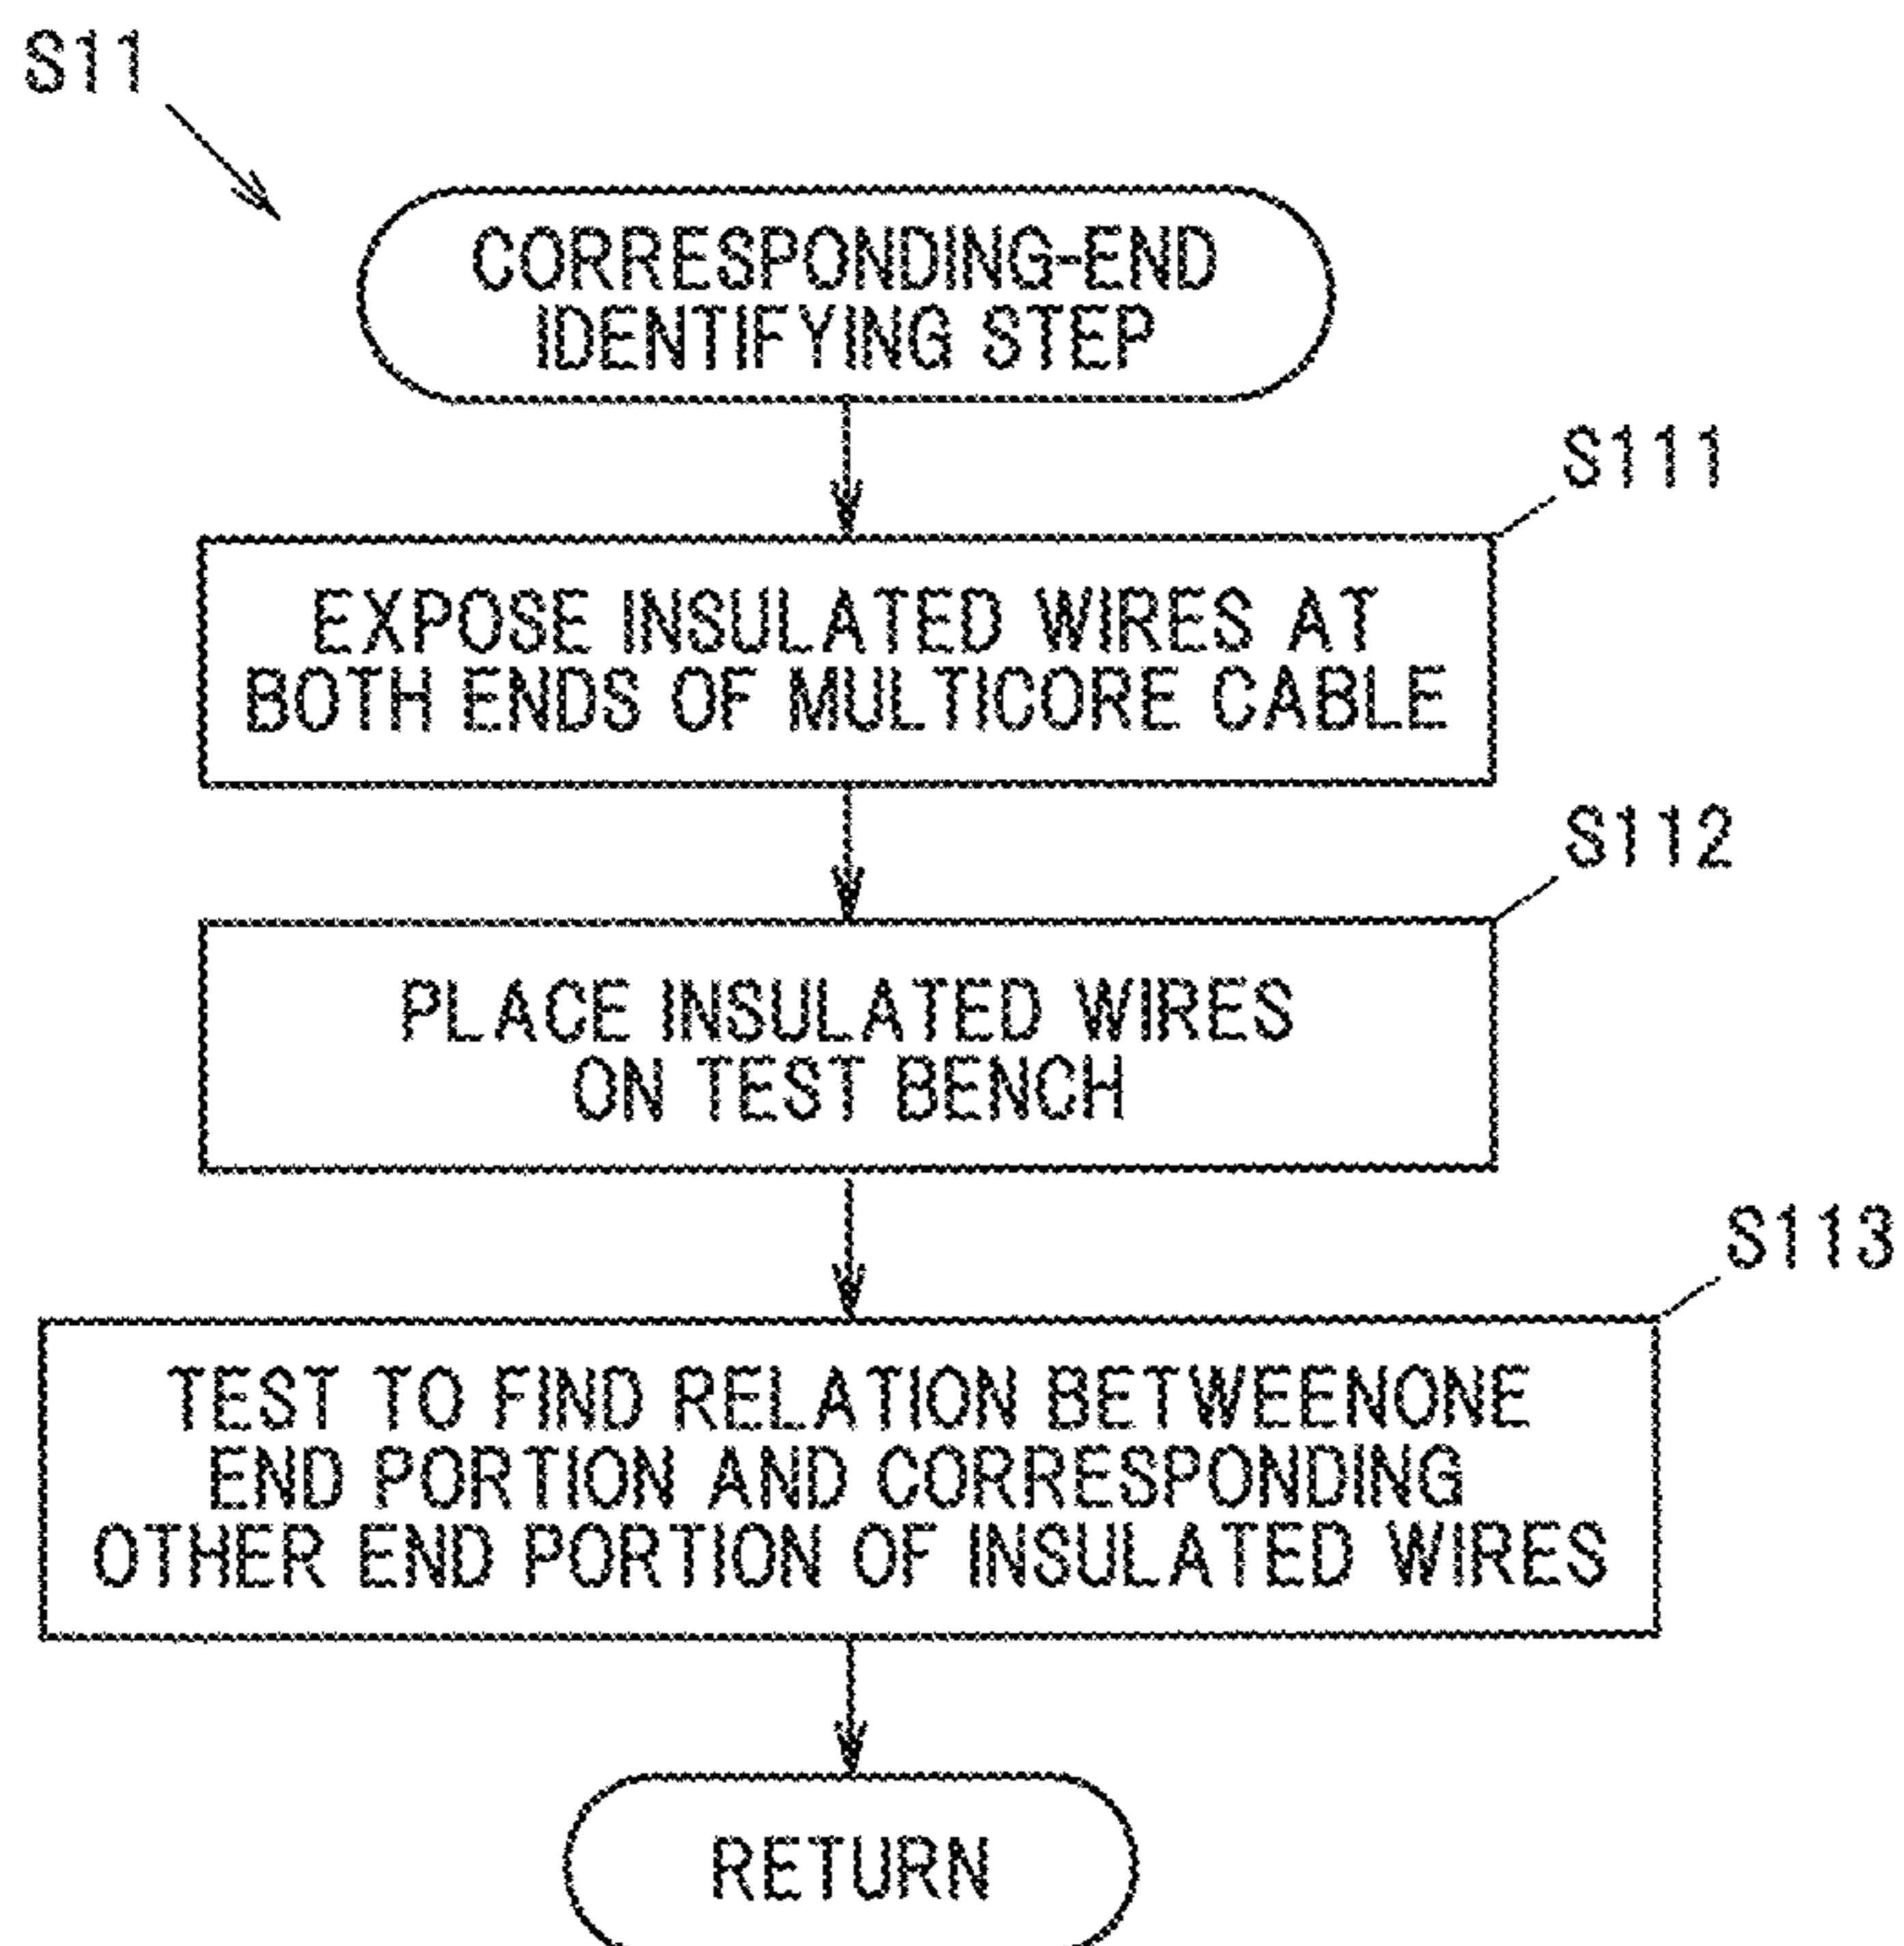 S11
CORRESPONDING-END
IDENTIFYING STEP
S111
EXPOSE INSULATED WIRES AT
BOTH ENDS OF MULTICORE CABLE
S112
PLACE INSULATED WIRES
ON TEST BENCH
S113
TEST TO FIND RELATION BETWEENONE
END PORTION AND CORRESPONDING
OTHER END PORTION OF INSULATED WIRES
RETURN